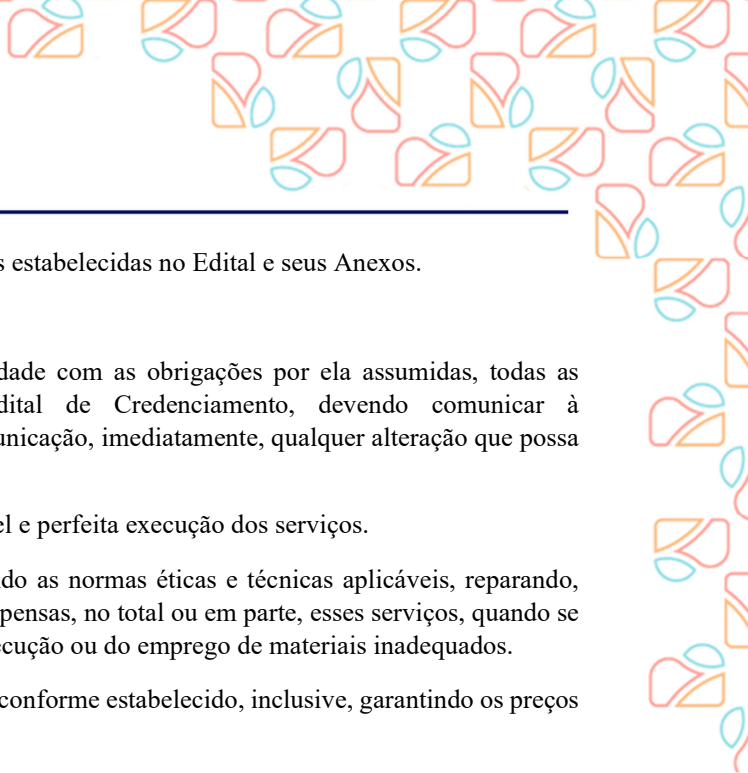 s estabelecidas no Edital e seus Anexos.
dade com as obrigações por ela assumidas, todas as
dital de Credenciamento, devendo comunicar à
unicação, imediatamente, qualquer alteração que possa
el e perfeita execução dos serviços.
do as normas éticas e técnicas aplicáveis, reparando,
pensas, no total ou em parte, esses serviços, quando se
ecução ou do emprego de materiais inadequados.
conforme estabelecido, inclusive, garantindo os preços